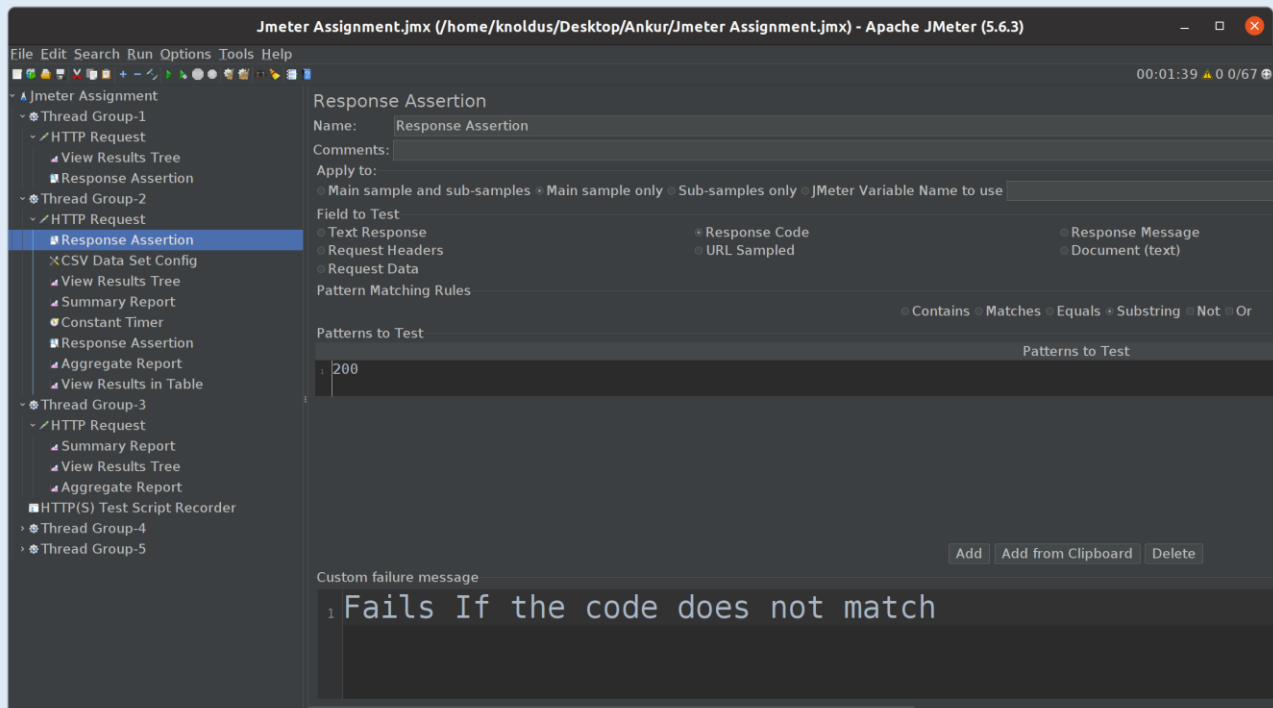 Jmeter Assignment.jmx (/home/knoldus/Desktop/Ankur/Jmeter Assignment.jmx) - Apache JMeter (5.6.3)
File Edit Search Run Options Tools Help
00:01:39 0 0/67
Jmeter Assignment
Thread Group-1
HTTP Request
View Results Tree
Response Assertion
Thread Group-2
HTTP Request
Response Assertion
CSV Data Set Config
View Results Tree
Summary Report
Constant Timer
Response Assertion
Aggregate Report
View Results in Table
Thread Group-3
HTTP Request
Summary Report
View Results Tree
Aggregate Report
HTTP(S) Test Script Recorder
Thread Group-4
Thread Group-5
Response Assertion
Name: Response Assertion
Comments:
Apply to:
Main sample and sub-samples Main sample only Sub-samples only JMeter Variable Name to use
Field to Test
Text Response Response Code Response Message
Request Headers URL Sampled Document (text)
Request Data
Pattern Matching Rules
Contains Matches Equals Substring Not Or
Patterns to Test
Patterns to Test
1 200
Add Add from Clipboard Delete
Custom failure message
1 Fails If the code does not match